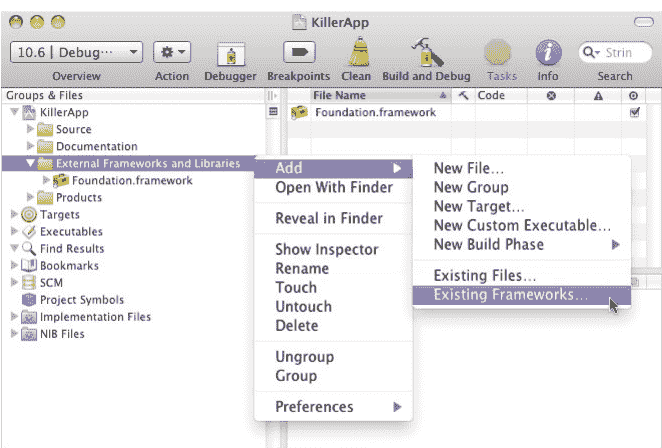 KillerApp
10.6 | Debug...
Strin
Overview Action Debugger Breakpoints Clean Build and Debug Tasks Info Search
Groups & Files
File Name Code
KillerApp
Foundation.framework
Source
Documentation
External Frameworks and Libraries
Foundation.framework
Products
Targets
Executables
Find Results
Bookmarks
SCM
Project Symbols
Implementation Files
NIB Files
Add
Open With Finder
Reveal in Finder
Show Inspector
Rename
Touch
Untouch
Delete
Ungroup
Group
Preferences
New File...
New Group
New Target...
New Custom Executable...
New Build Phase
Existing Files...
Existing Frameworks...